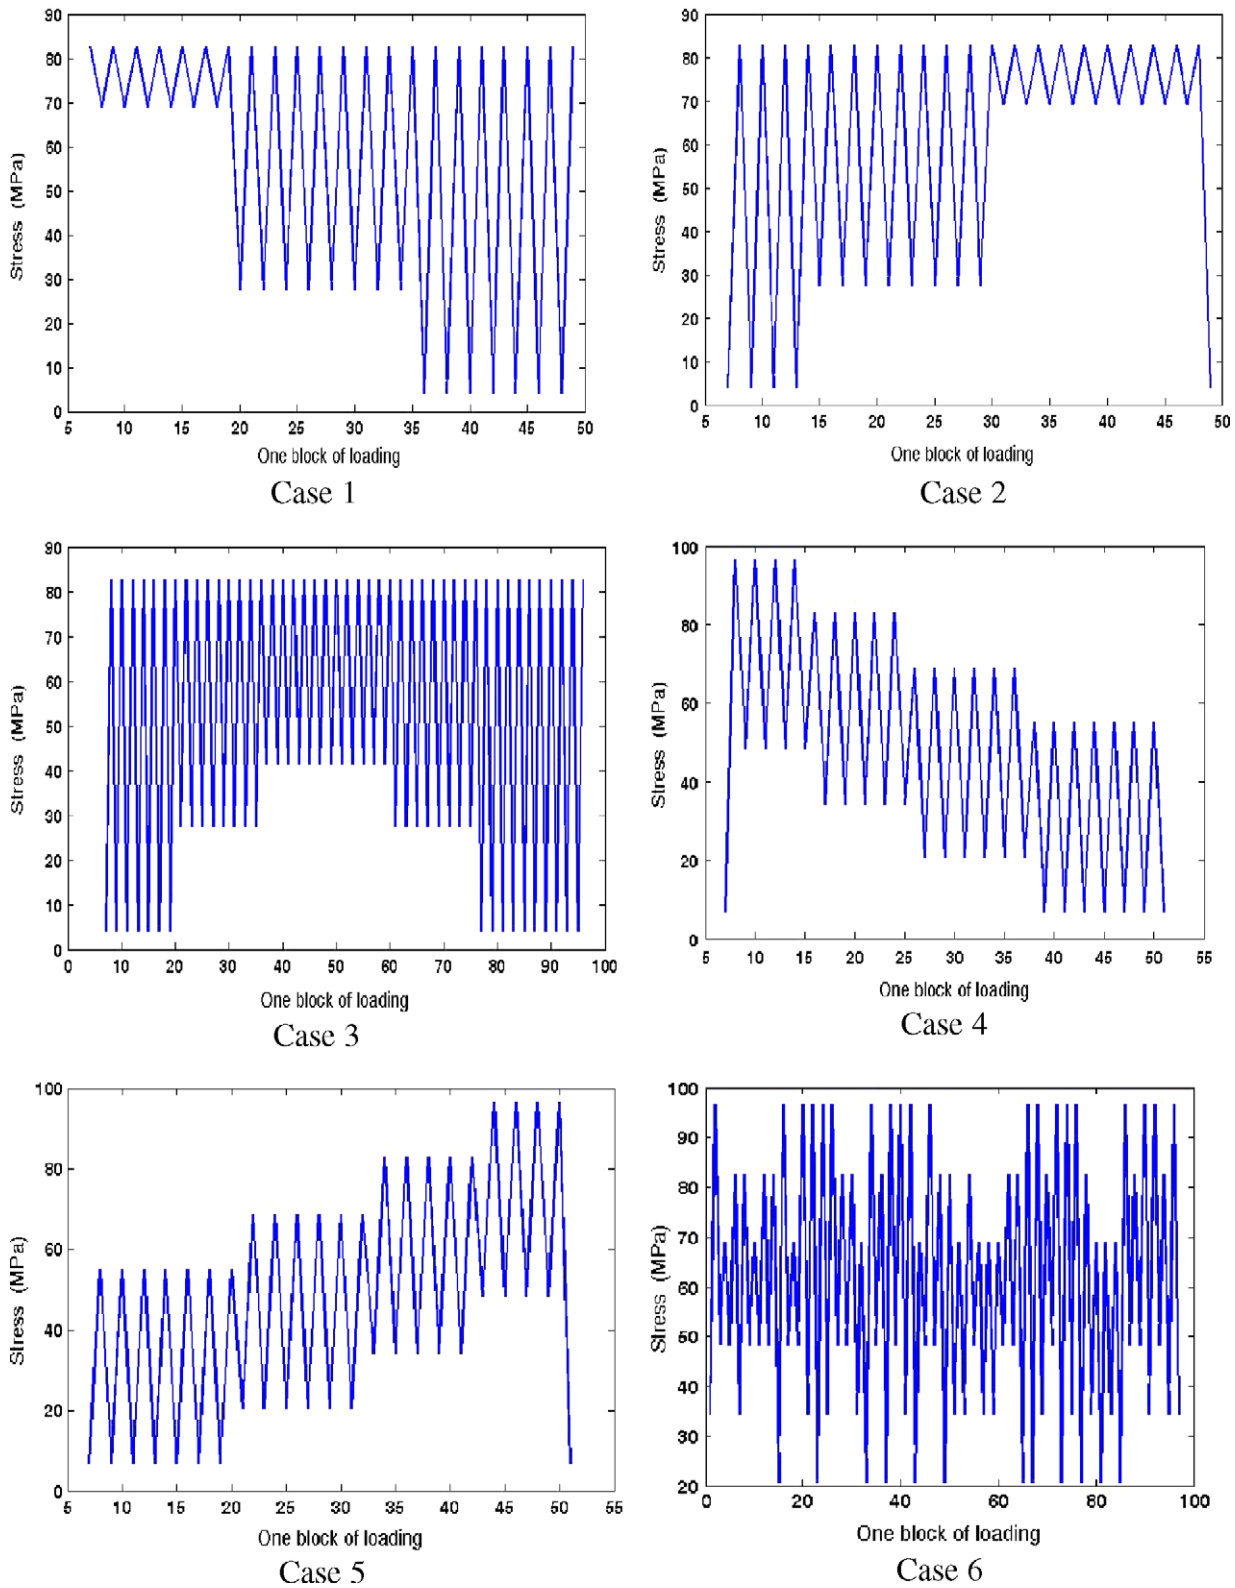 90
80
70
60
50
40
30
20
10
0
Stress (MPa)
5 10 15 20 25 30 35 40 45 50
One block of loading
Case 1
90
80
70
60
50
40
30
20
10
0
Stress (MPa)
5 10 15 20 25 30 35 40 45 50
One block of loading
Case 2
90
80
70
60
50
40
30
20
10
0
Stress (MPa)
0 10 20 30 40 50 60 70 80 90 100
One block of loading
Case 3
100
80
60
40
20
0
Stress (MPa)
5 10 15 20 25 30 35 40 45 50 55
One block of loading
Case 4
100
80
60
40
20
0
Stress (MPa)
5 10 15 20 25 30 35 40 45 50 55
One block of loading
Case 5
100
90
80
70
60
50
40
30
20
Stress (MPa)
0 20 40 60 80 100
One block of loading
Case 6